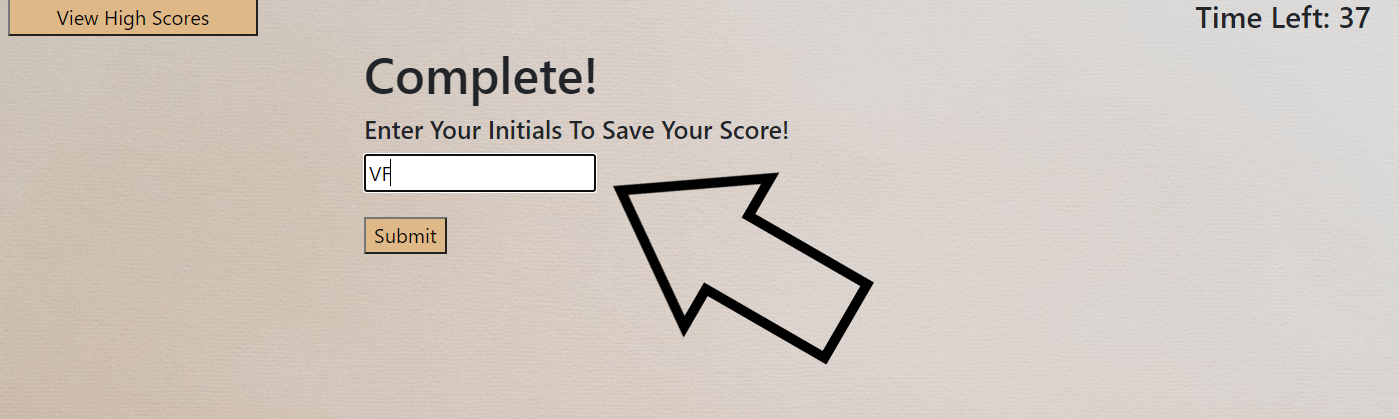 View High Scores
Time Left: 37
Complete!
Enter Your Initials To Save Your Score!
VF
Submit